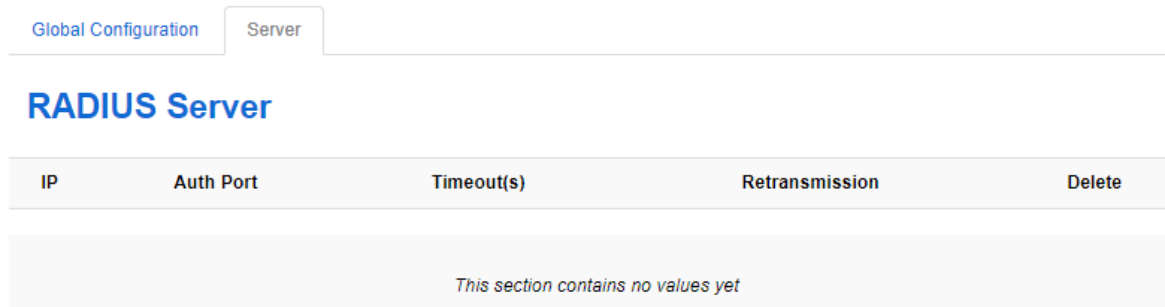 Global Configuration Server
RADIUS Server
IP Auth Port Timeout(s) Retransmission Delete
This section contains no values yet